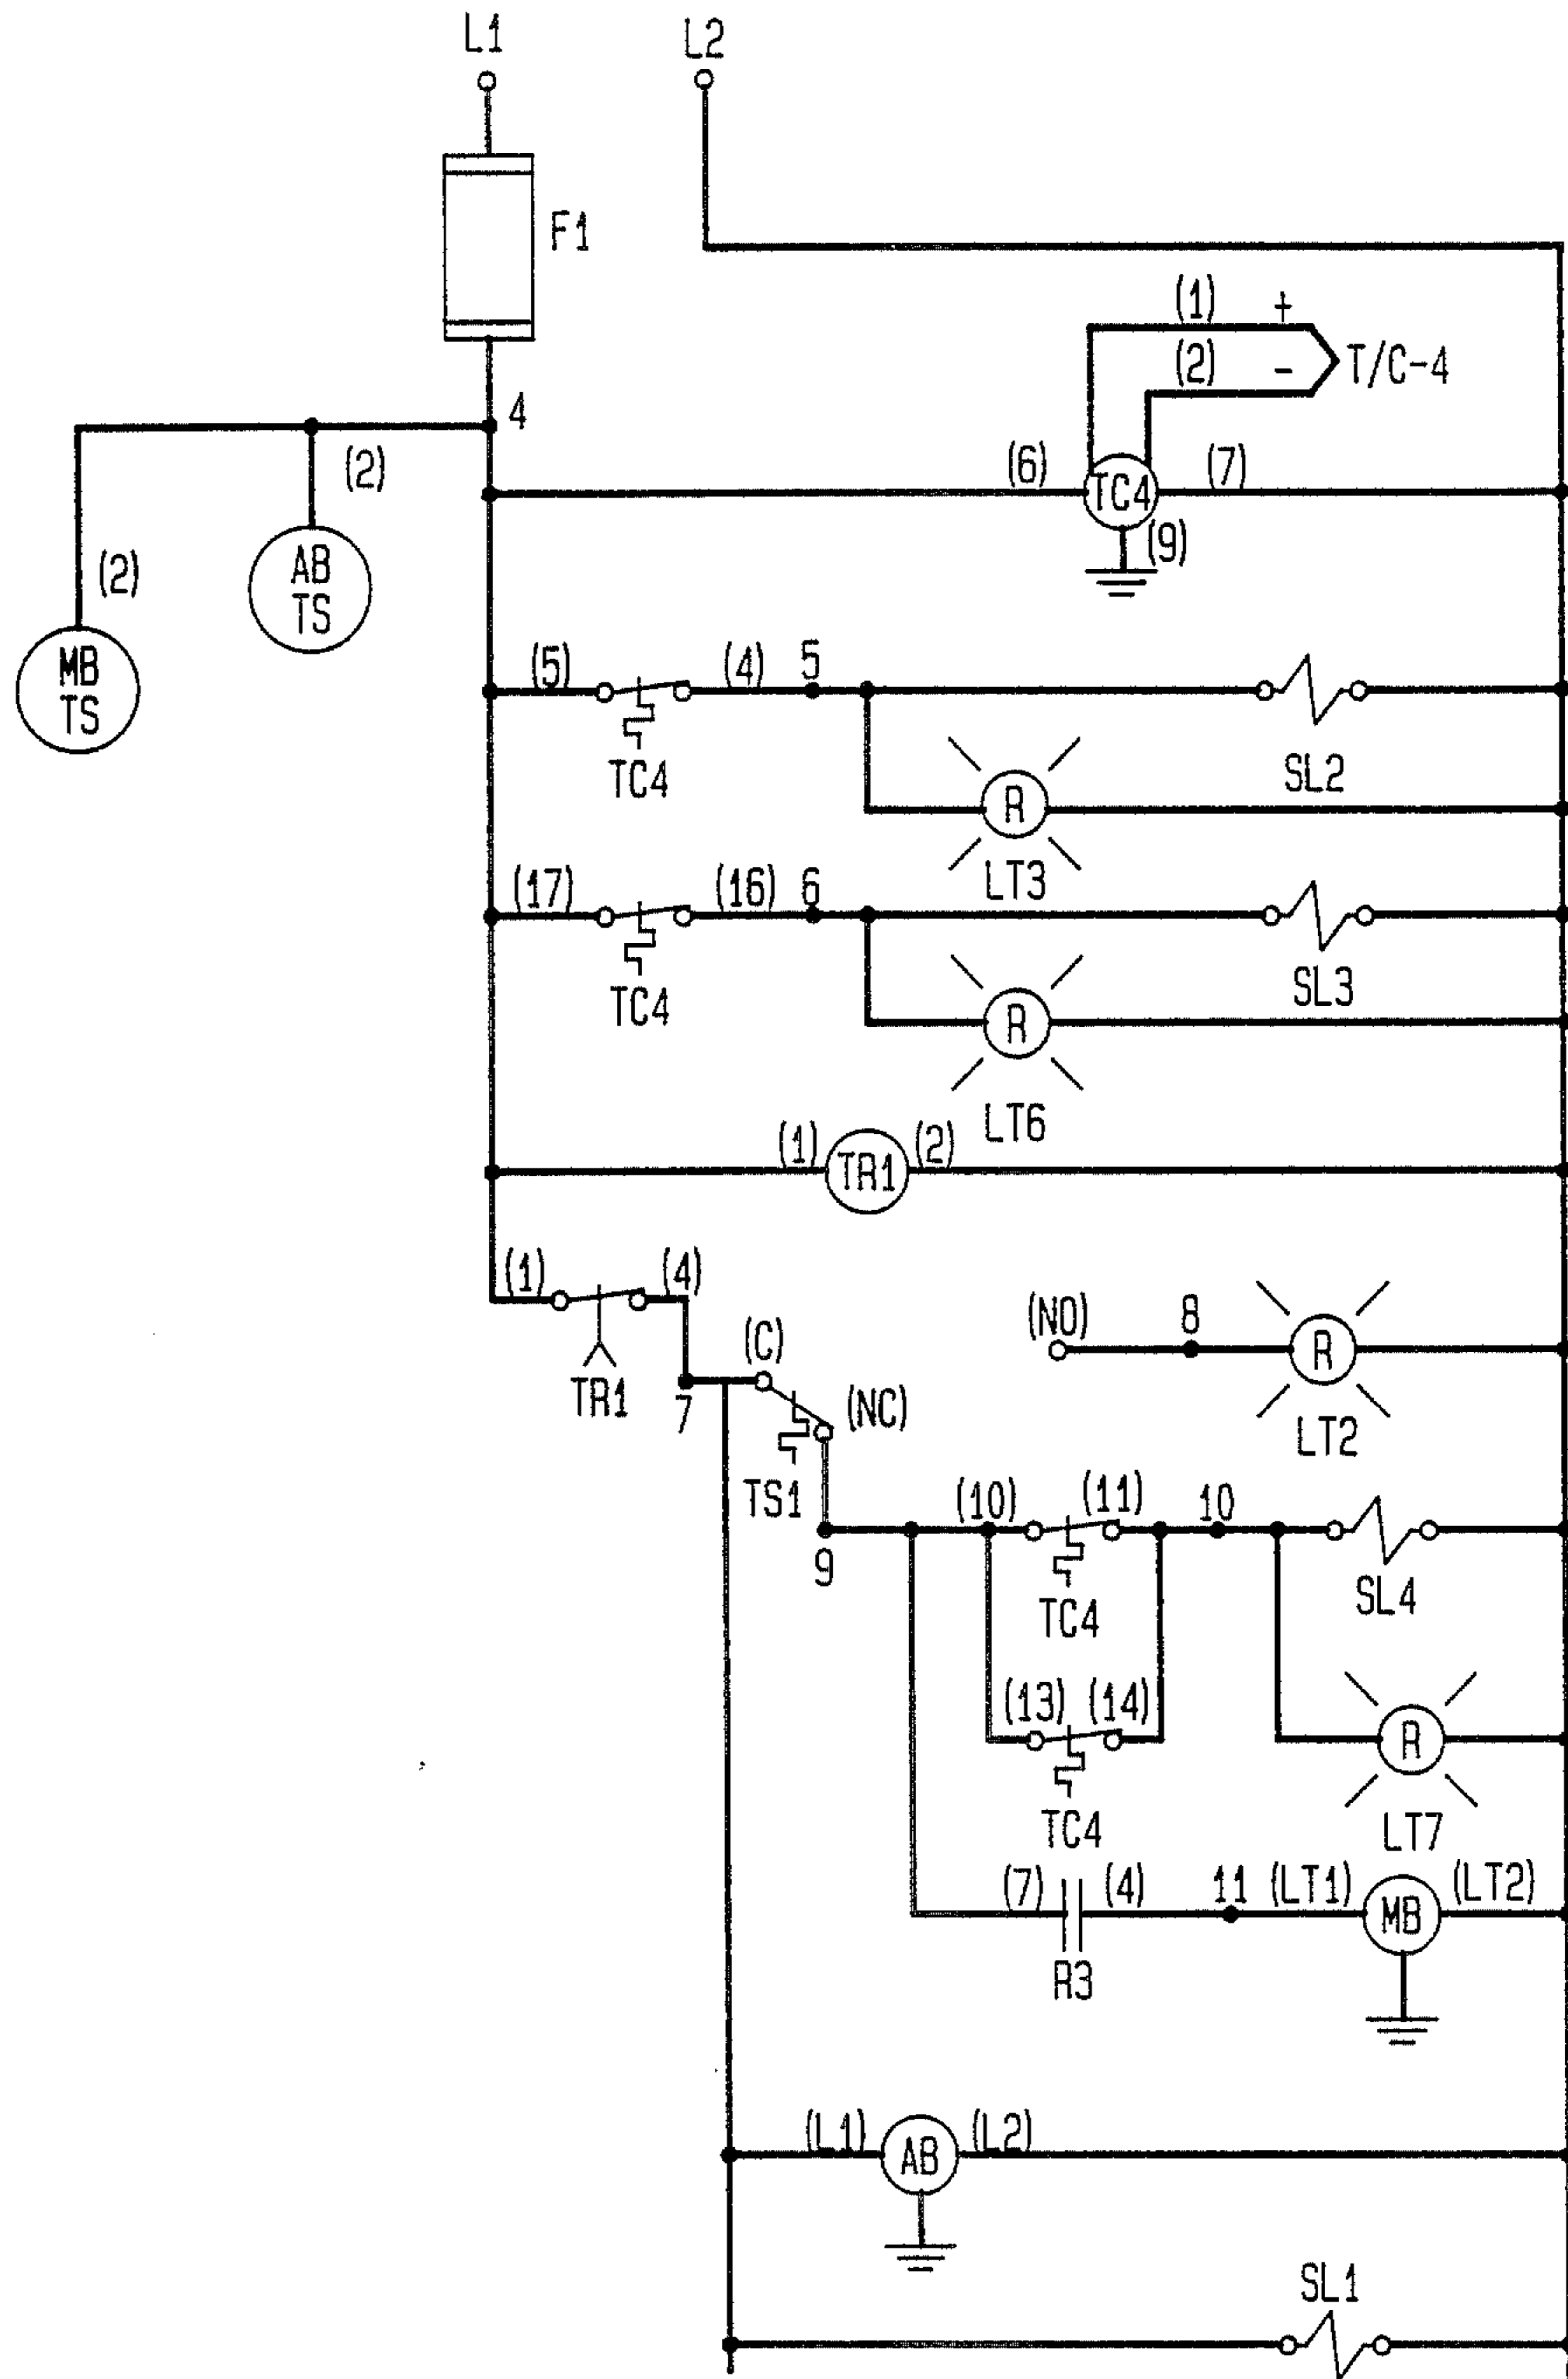 L1 L2
F1
(1) +
(2) - T/C-4
4
(2)
(6) TC4 (7)
(9)
(2)
AB
TS
MB
TS
(5) (4) 5
TC4
SL2
R
LT3
(17) (16) 6
TC4
SL3
R
LT6
(1) TR1 (2)
(1) (4)
TR1
7
(C)
(NC)
TS1
(NO) 8 R
LT2
9
(10) (11) 10
TC4
SL4
(13) (14)
TC4
R
LT7
(7) (4) 11 (LT1) MB (LT2)
R3
(L1) AB (L2)
SL1